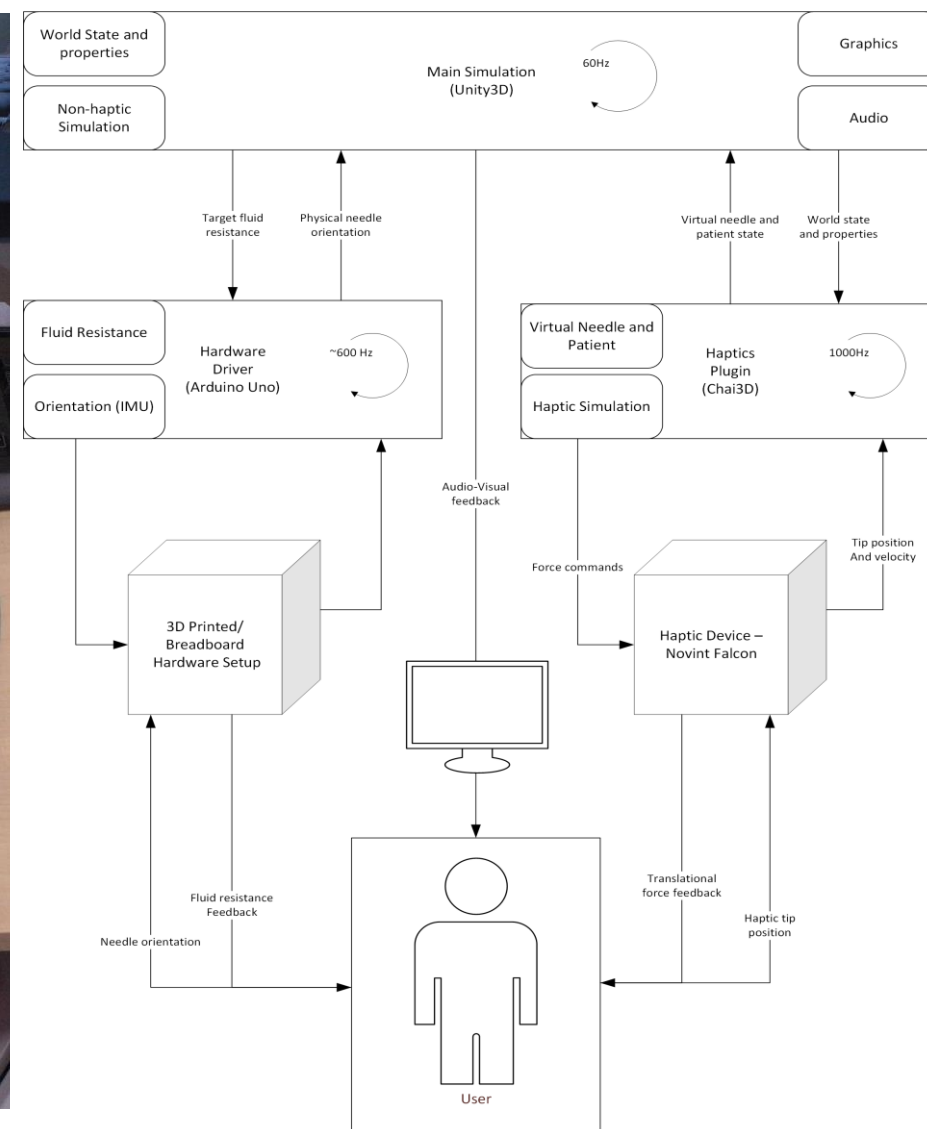 World State and
properties
Non-haptic
Simulation
Main Simulation
(Unity3D)
60Hz
Graphics
Audio
Target fluid
resistance
Physical needle
orientation
Virtual needle and
patient state
World state
and properties
Fluid Resistance
Orientation (IMU)
Hardware
Driver
(Arduino Uno)
~600 Hz
Virtual Needle and
Patient
Haptic Simulation
Haptics
Plugin
(Chai3D)
1000Hz
Audio-Visual
feedback
Force commands
Tip position
And velocity
3D Printed/
Breadboard
Hardware Setup
Haptic Device –
Novint Falcon
Needle orientation
Fluid resistance
Feedback
Translational
force feedback
Haptic tip
position
User